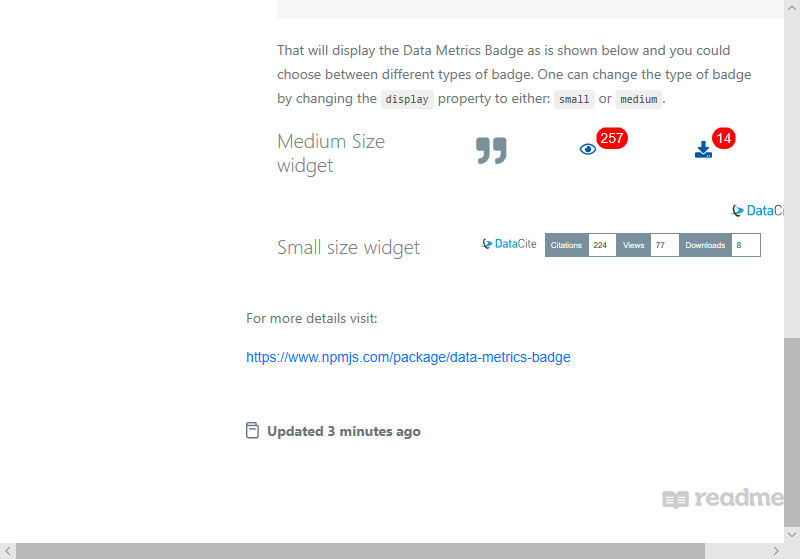 That will display the Data Metrics Badge as is shown below and you could
choose between different types of badge. One can change the type of badge
by changing the display property to either: small or medium.
Medium Size
widget
257
14
DataCi
Small size widget
DataCite
Citations 224 Views 77 Downloads 8
For more details visit:
https://www.npmjs.com/package/data-metrics-badge
Updated 3 minutes ago
readme